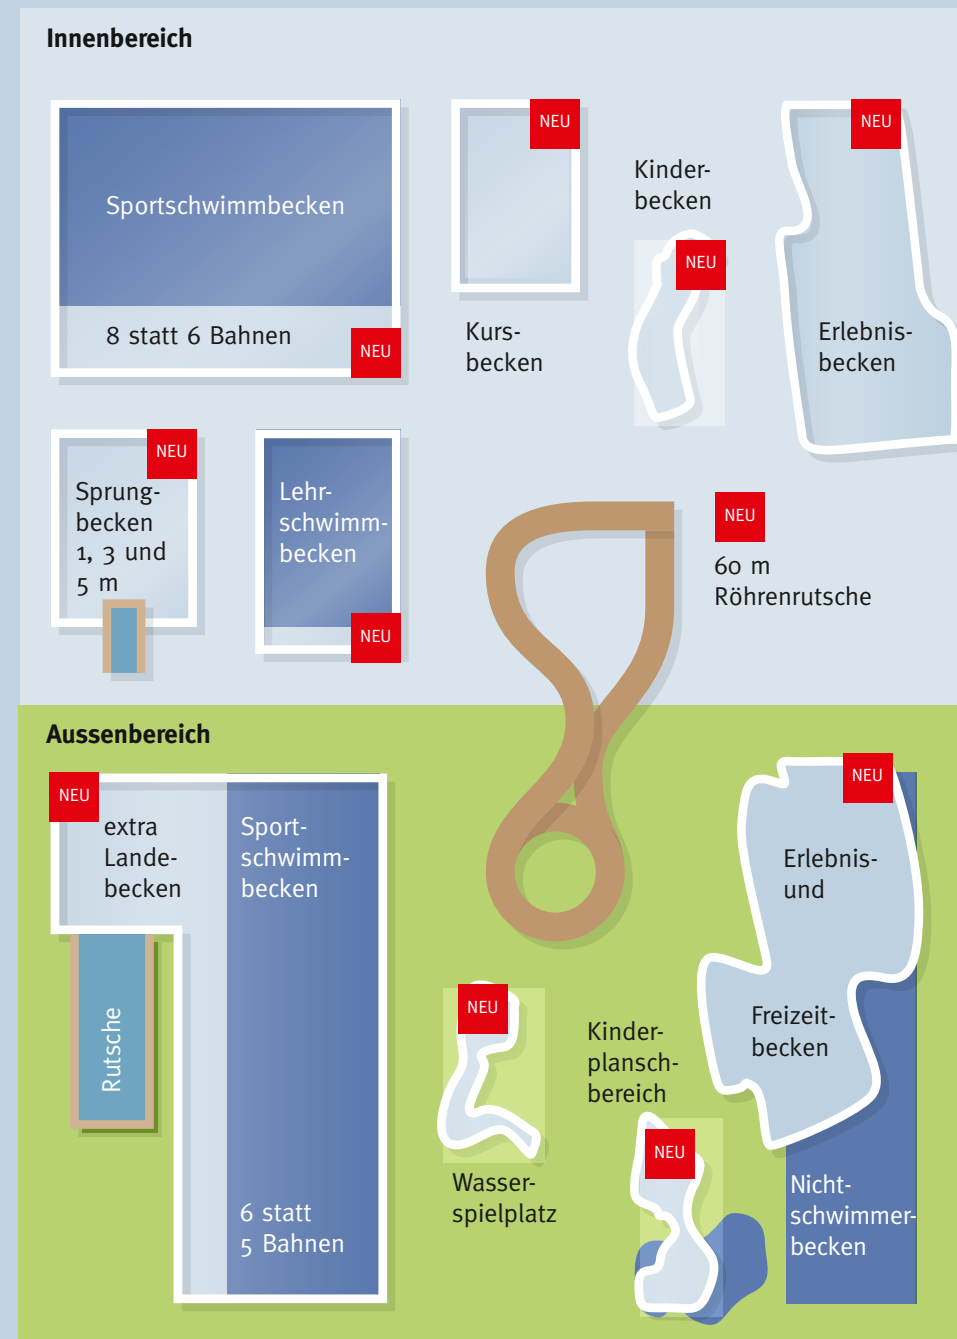 Innenbereich
NEU
Sportschwimmbecken
8 statt 6 Bahnen
NEU
Kurs-
becken
Kinder-
becken
NEU
NEU
Erlebnis-
becken
NEU
Sprung-
becken
1, 3 und
5 m
Lehr-
schwimm-
becken
NEU
NEU
60 m
Röhrenrutsche
Aussenbereich
NEU
extra
Lande-
becken
Sport-
schwimm-
becken
Rutsche
6 statt
5 Bahnen
NEU
Wasser-
spielplatz
Kinder-
plansch-
bereich
NEU
NEU
Erlebnis-
und
Freizeit-
becken
Nicht-
schwimmer-
becken